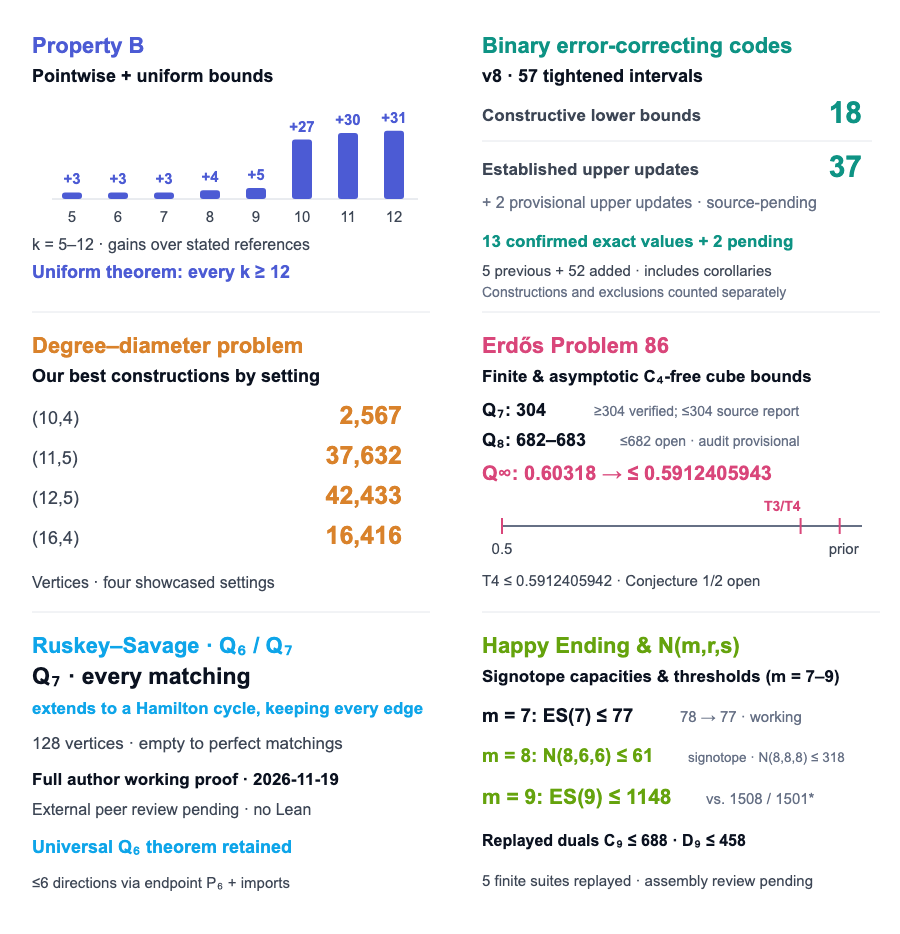 Property B
Pointwise + uniform bounds
+3 +3 +3 +4 +5 +27 +30 +31
5 6 7 8 9 10 11 12
k = 5–12 · gains over stated references
Uniform theorem: every k ≥ 12
Binary error-correcting codes
v8 · 57 tightened intervals
Constructive lower bounds 18
Established upper updates 37
+ 2 provisional upper updates · source-pending
13 confirmed exact values + 2 pending
5 previous + 52 added · includes corollaries
Constructions and exclusions counted separately
Degree–diameter problem
Our best constructions by setting
(10,4) 2,567
(11,5) 37,632
(12,5) 42,433
(16,4) 16,416
Vertices · four showcased settings
Erdős Problem 86
Finite & asymptotic C₄-free cube bounds
Q₇: 304 ≥304 verified; ≤304 source report
Q₈: 682–683 ≤682 open · audit provisional
Q∞: 0.60318 → ≤ 0.5912405943
T3/T4
0.5 prior
T4 ≤ 0.5912405942 · Conjecture 1/2 open
Ruskey–Savage · Q₆ / Q₇
Q₇ · every matching
extends to a Hamilton cycle, keeping every edge
128 vertices · empty to perfect matchings
Full author working proof · 2026-11-19
External peer review pending · no Lean
Universal Q₆ theorem retained
≤6 directions via endpoint P₆ + imports
Happy Ending & N(m,r,s)
Signotope capacities & thresholds (m = 7–9)
m = 7: ES(7) ≤ 77 78 → 77 · working
m = 8: N(8,6,6) ≤ 61 signotope · N(8,8,8) ≤ 318
m = 9: ES(9) ≤ 1148 vs. 1508 / 1501*
Replayed duals C₉ ≤ 688 · D₉ ≤ 458
5 finite suites replayed · assembly review pending